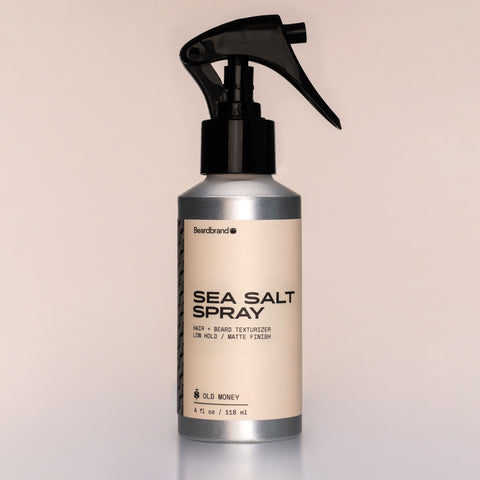 Beardbrand
SEA SALT
SPRAY
HAIR + BEARD TEXTURIZER
LOW HOLD / MATTE FINISH
OLD MONEY
4 fl oz / 118 ml